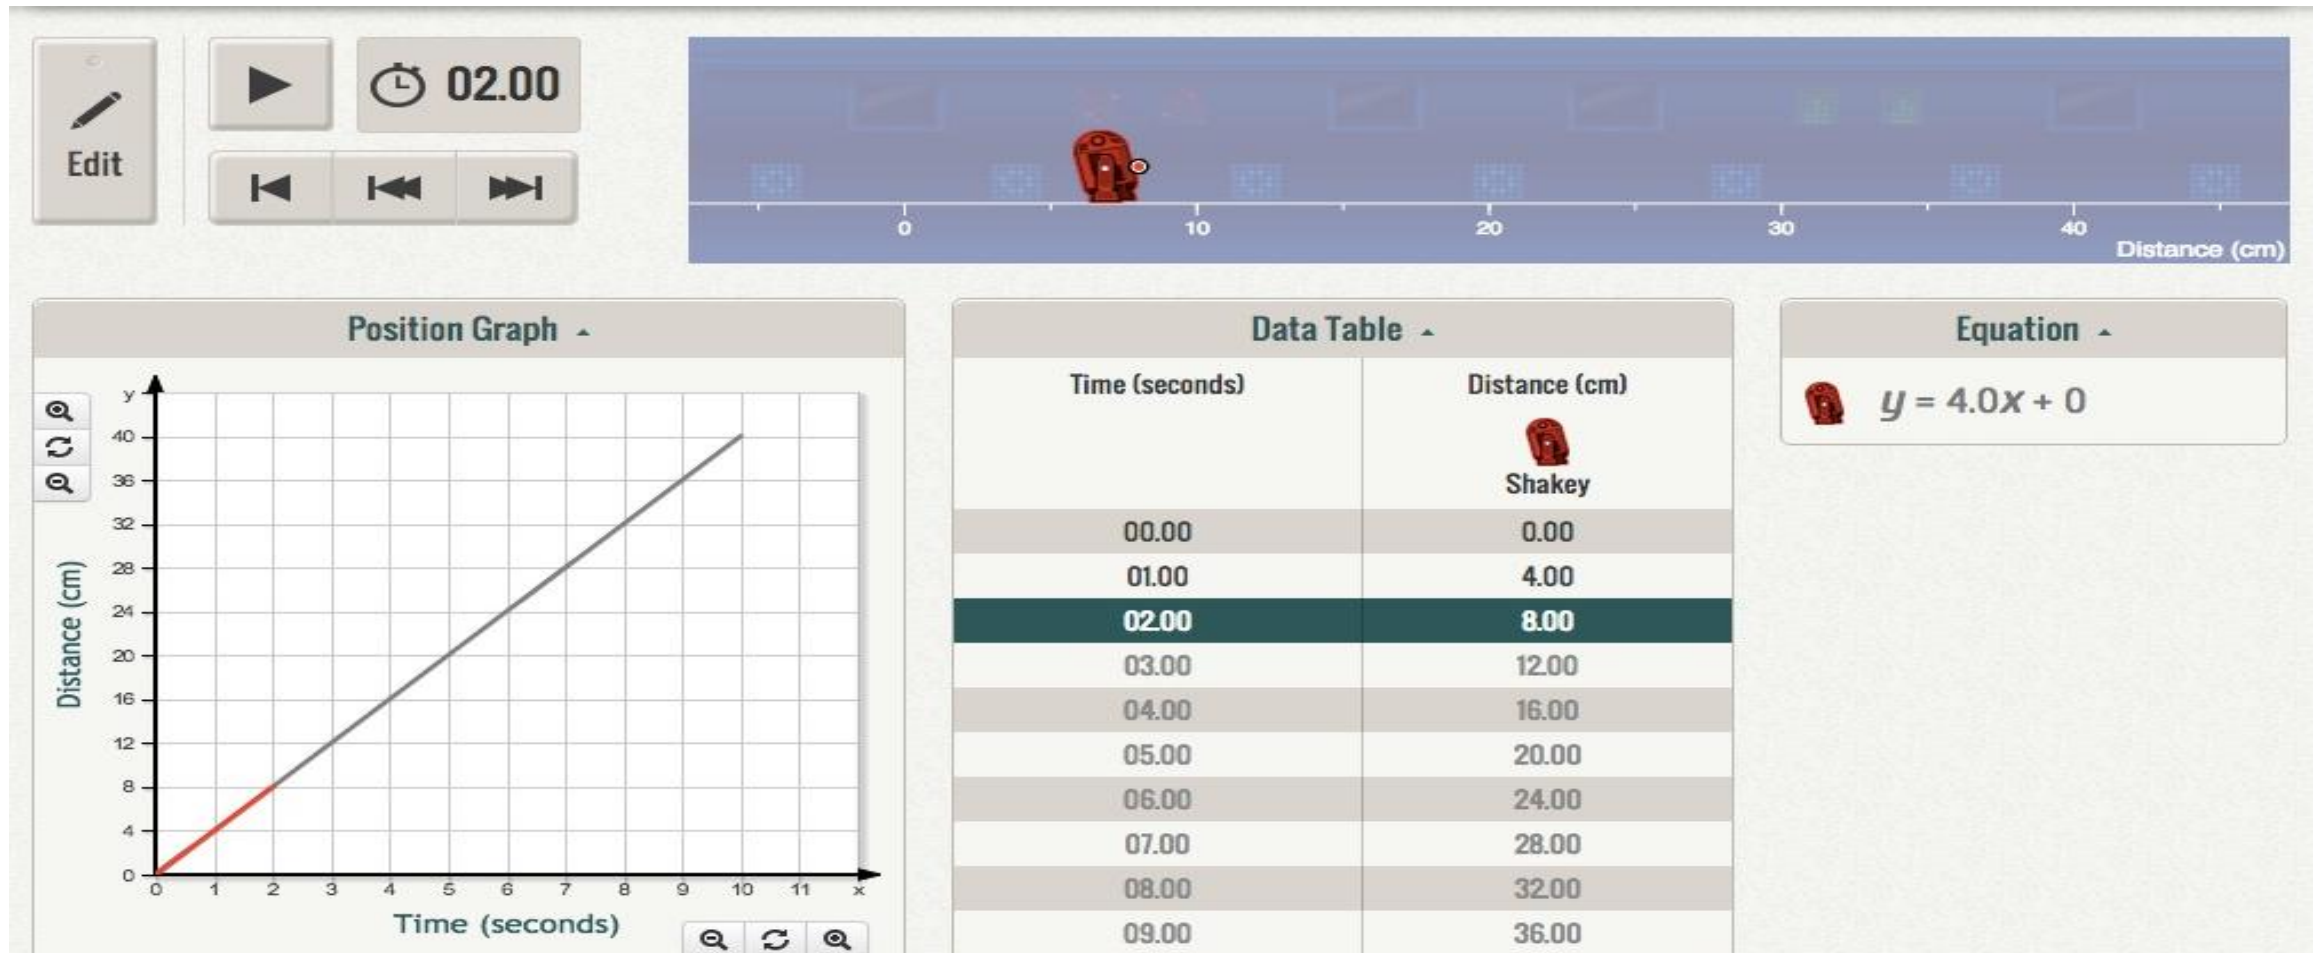 02.00
Edit
0 10 20 30 40
Distance (cm)
Position Graph
y
40
36
32
28
24
20
16
12
8
4
0
Distance (cm)
0 1 2 3 4 5 6 7 8 9 10 11 x
Time (seconds)
Data Table
Time (seconds) Distance (cm)
Shakey
00.00 0.00
01.00 4.00
02.00 8.00
03.00 12.00
04.00 16.00
05.00 20.00
06.00 24.00
07.00 28.00
08.00 32.00
09.00 36.00
Equation
y = 4.0x + 0